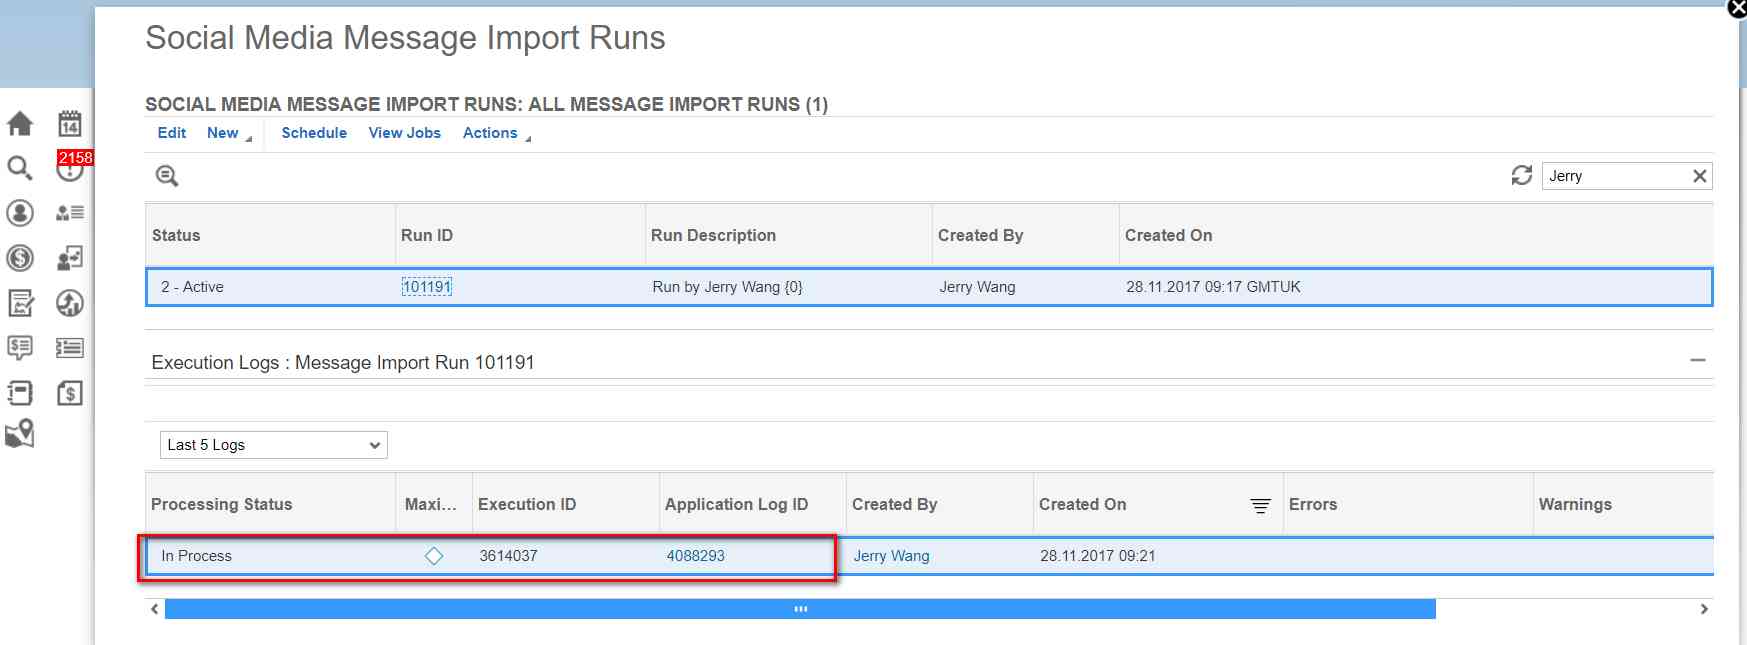 Social Media Message Import Runs
SOCIAL MEDIA MESSAGE IMPORT RUNS: ALL MESSAGE IMPORT RUNS (1)
Edit New Schedule View Jobs Actions
14
2158
Jerry
Status Run ID Run Description Created By Created On
2 - Active 101191 Run by Jerry Wang {0} Jerry Wang 28.11.2017 09:17 GMTUK
Execution Logs : Message Import Run 101191
Last 5 Logs
Processing Status Maxi... Execution ID Application Log ID Created By Created On Errors Warnings
In Process 3614037 4088293 Jerry Wang 28.11.2017 09:21